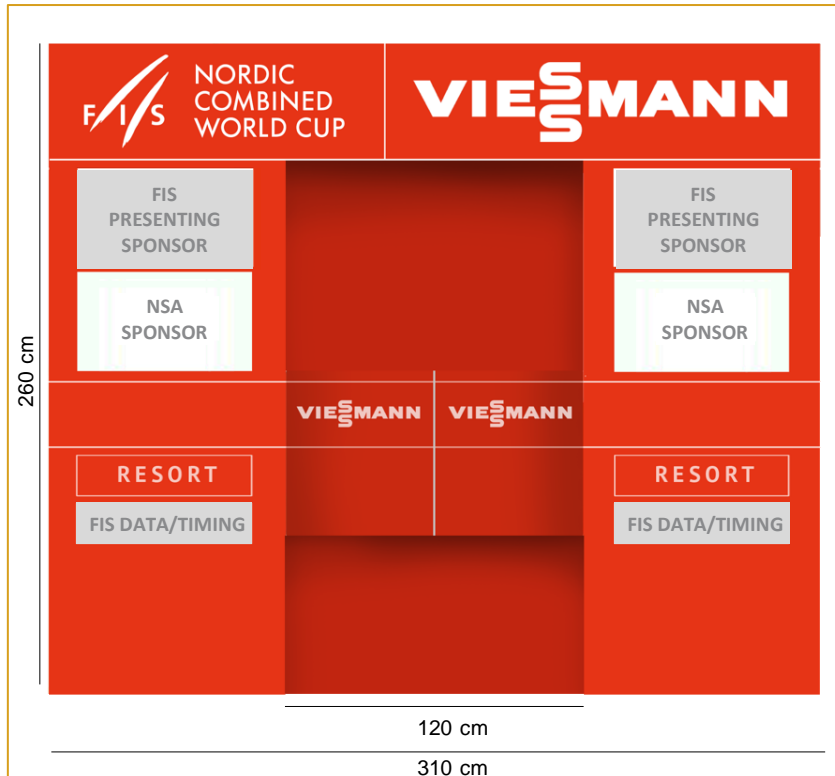 FIS
NORDIC
COMBINED
WORLD CUP
VIESSMANN
FIS
PRESENTING
SPONSOR
NSA
SPONSOR
FIS
PRESENTING
SPONSOR
NSA
SPONSOR
260 cm
VIESSMANN
VIESSMANN
RESORT
FIS DATA/TIMING
RESORT
FIS DATA/TIMING
120 cm
310 cm